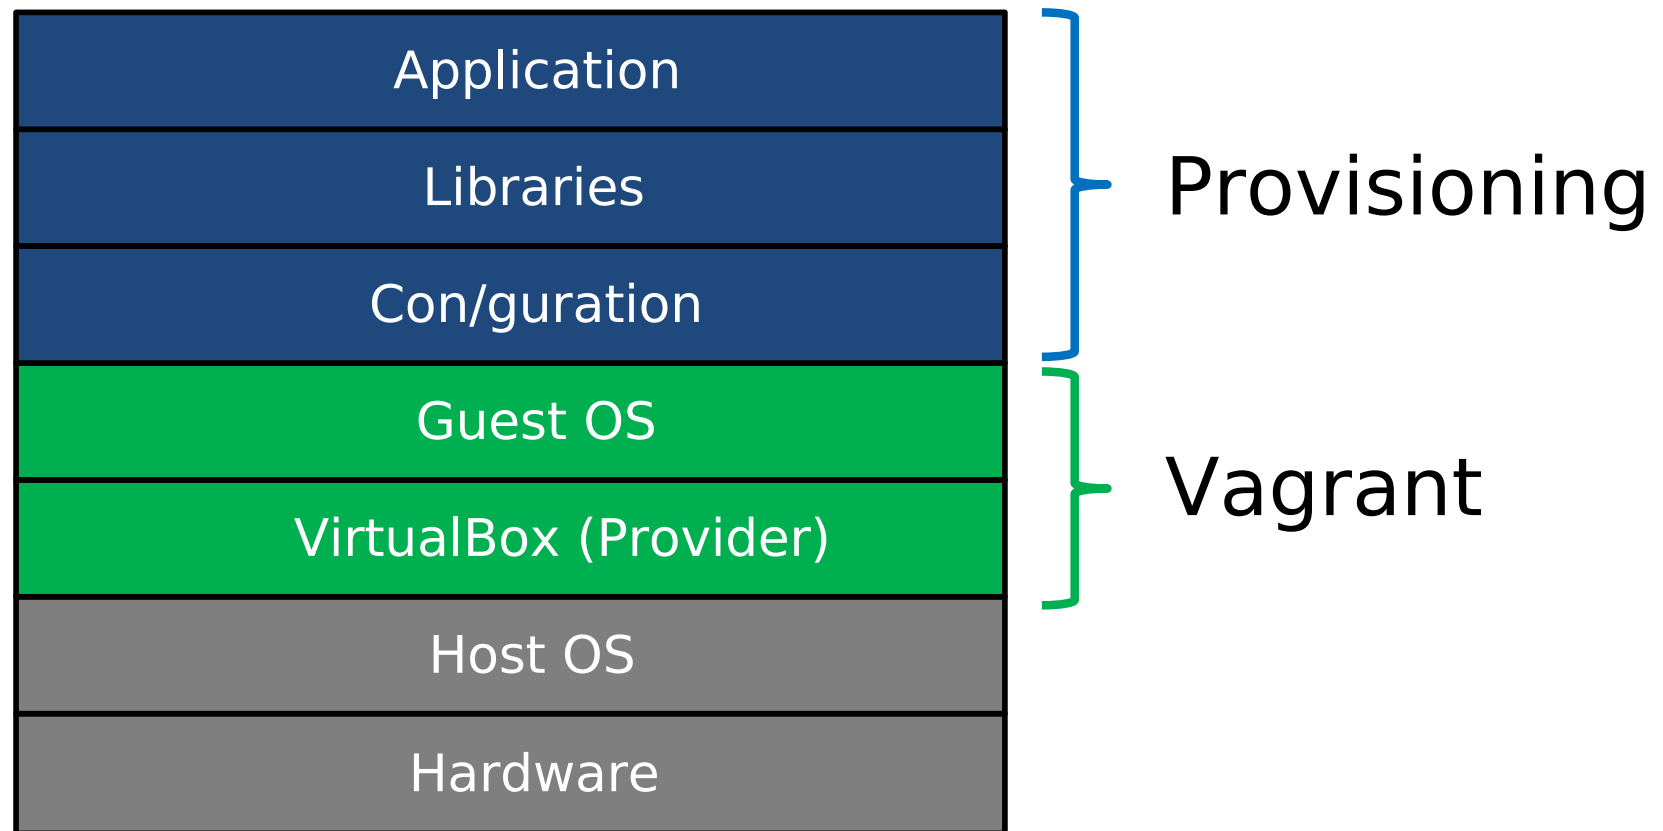 Application
Libraries
Provisioning
Con/guration
Guest OS
Vagrant
VirtualBox (Provider)
Host OS
Hardware